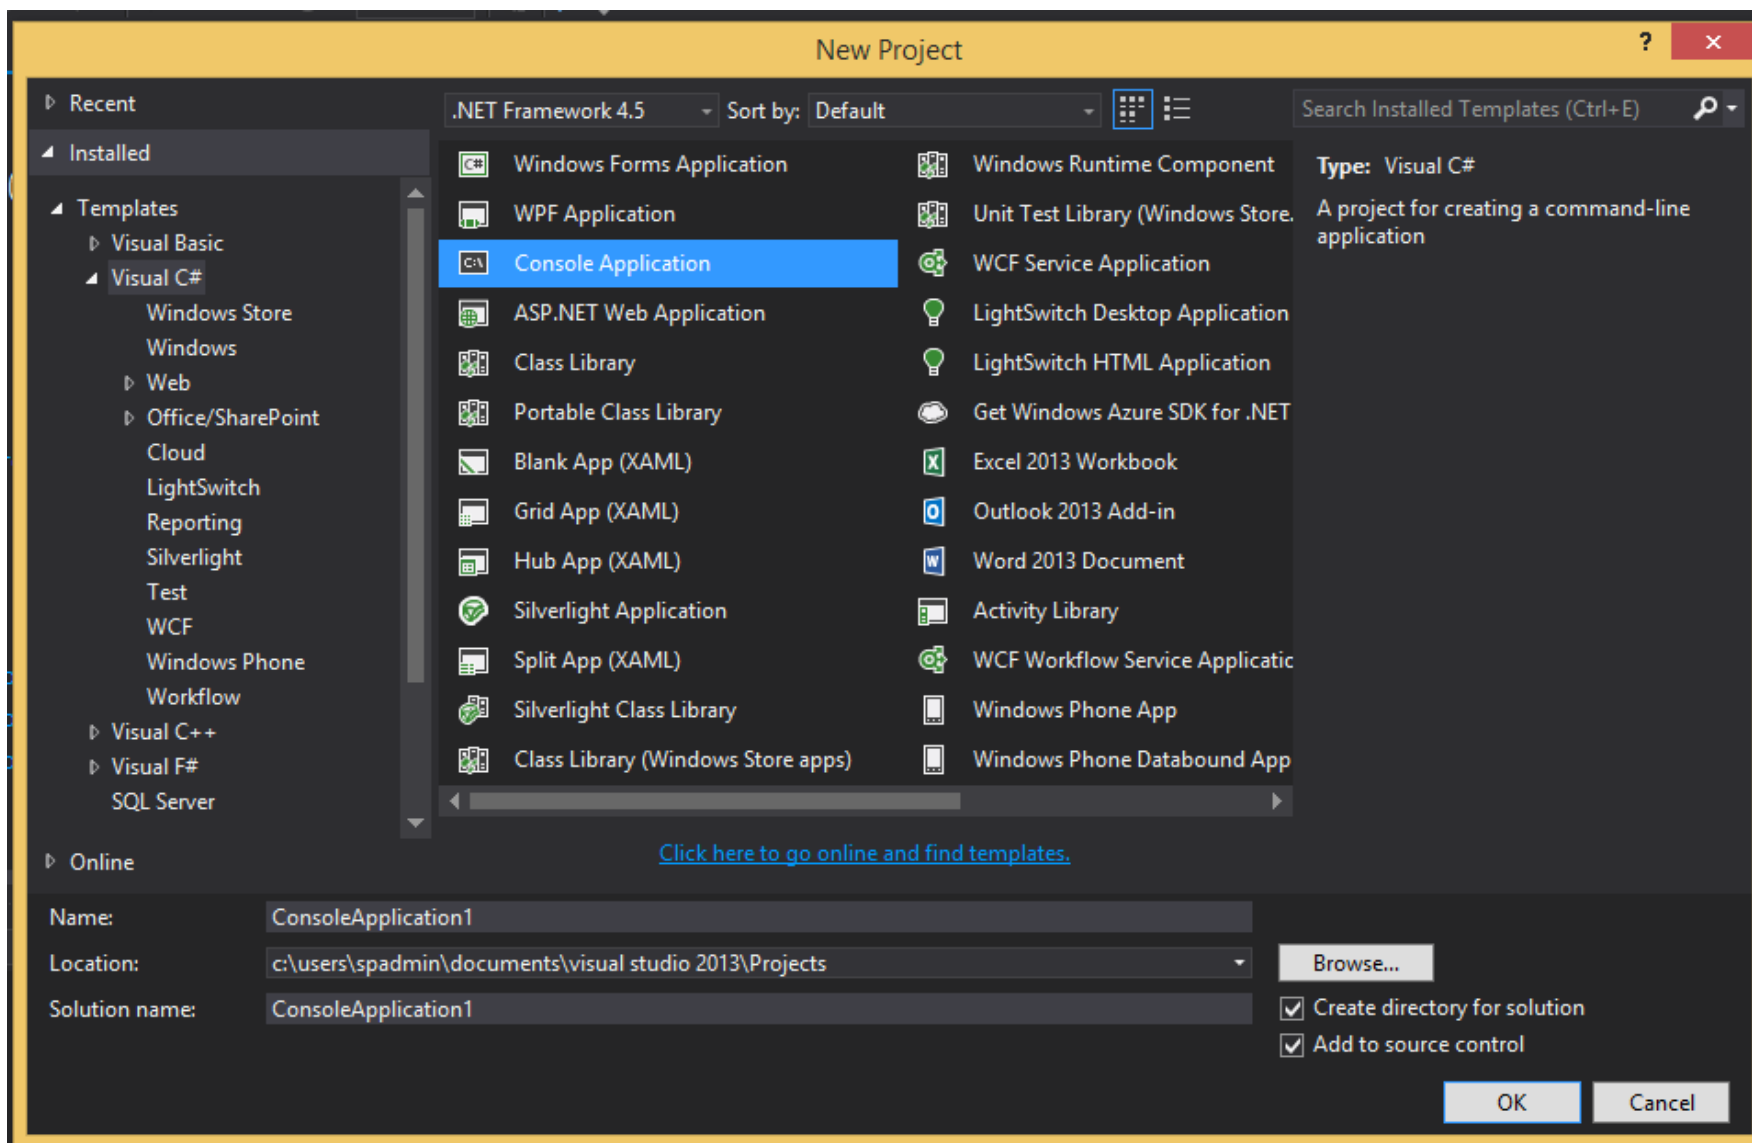 New Project
?
Recent
Installed
Templates
Visual Basic
Visual C#
Windows Store
Windows
Web
Office/SharePoint
Cloud
LightSwitch
Reporting
Silverlight
Test
WCF
Windows Phone
Workflow
Visual C++
Visual F#
SQL Server
Online
.NET Framework 4.5
Sort by: Default
Windows Forms Application
WPF Application
Console Application
ASP.NET Web Application
Class Library
Portable Class Library
Blank App (XAML)
Grid App (XAML)
Hub App (XAML)
Silverlight Application
Split App (XAML)
Silverlight Class Library
Class Library (Windows Store apps)
Windows Runtime Component
Unit Test Library (Windows Store.
WCF Service Application
LightSwitch Desktop Application
LightSwitch HTML Application
Get Windows Azure SDK for .NET
Excel 2013 Workbook
Outlook 2013 Add-in
Word 2013 Document
Activity Library
WCF Workflow Service Applicatic
Windows Phone App
Windows Phone Databound App
Click here to go online and find templates.
Search Installed Templates (Ctrl+E)
Type: Visual C#
A project for creating a command-line
application
Name: ConsoleApplication1
Location: c:\users\spadmin\documents\visual studio 2013\Projects
Browse...
Solution name: ConsoleApplication1
Create directory for solution
Add to source control
OK
Cancel